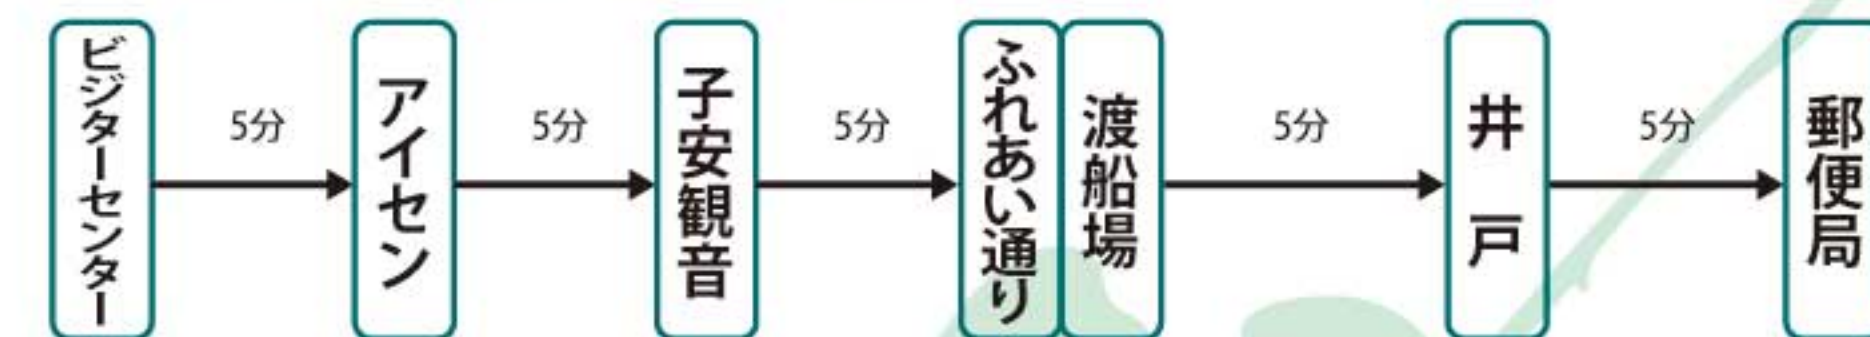 ビジターセンター
5分
アイセン
5分
子安観音
5分
ふれあい通り
渡船場
5分
井戸
5分
郵便局